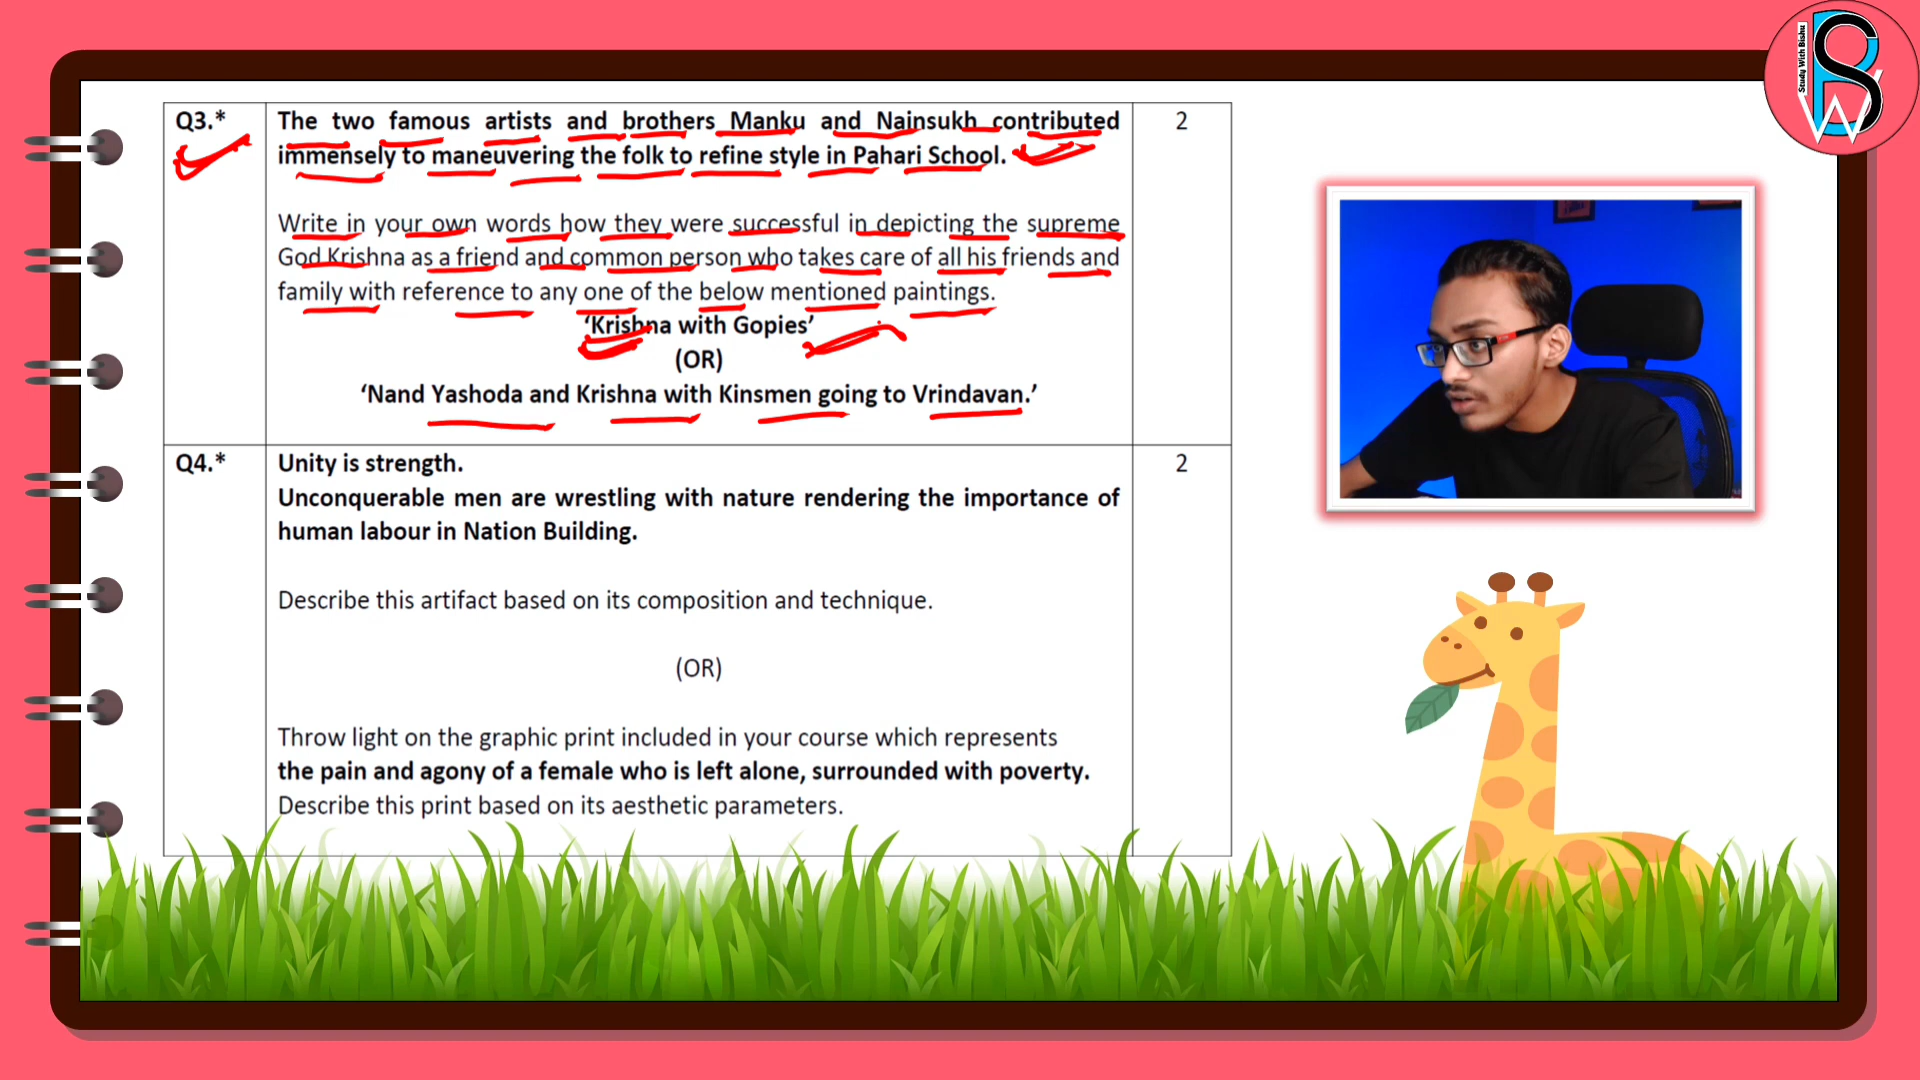 Study With Bishu
SBW
Q3.*
The two famous artists and brothers Manku and Nainsukh contributed
immensely to maneuvering the folk to refine style in Pahari School.
2
Write in your own words how they were successful in depicting the supreme
God Krishna as a friend and common person who takes care of all his friends and
family with reference to any one of the below mentioned paintings.
‘Krishna with Gopies’
(OR)
‘Nand Yashoda and Krishna with Kinsmen going to Vrindavan.’
Q4.*
Unity is strength.
2
Unconquerable men are wrestling with nature rendering the importance of
human labour in Nation Building.
Describe this artifact based on its composition and technique.
(OR)
Throw light on the graphic print included in your course which represents
the pain and agony of a female who is left alone, surrounded with poverty.
Describe this print based on its aesthetic parameters.